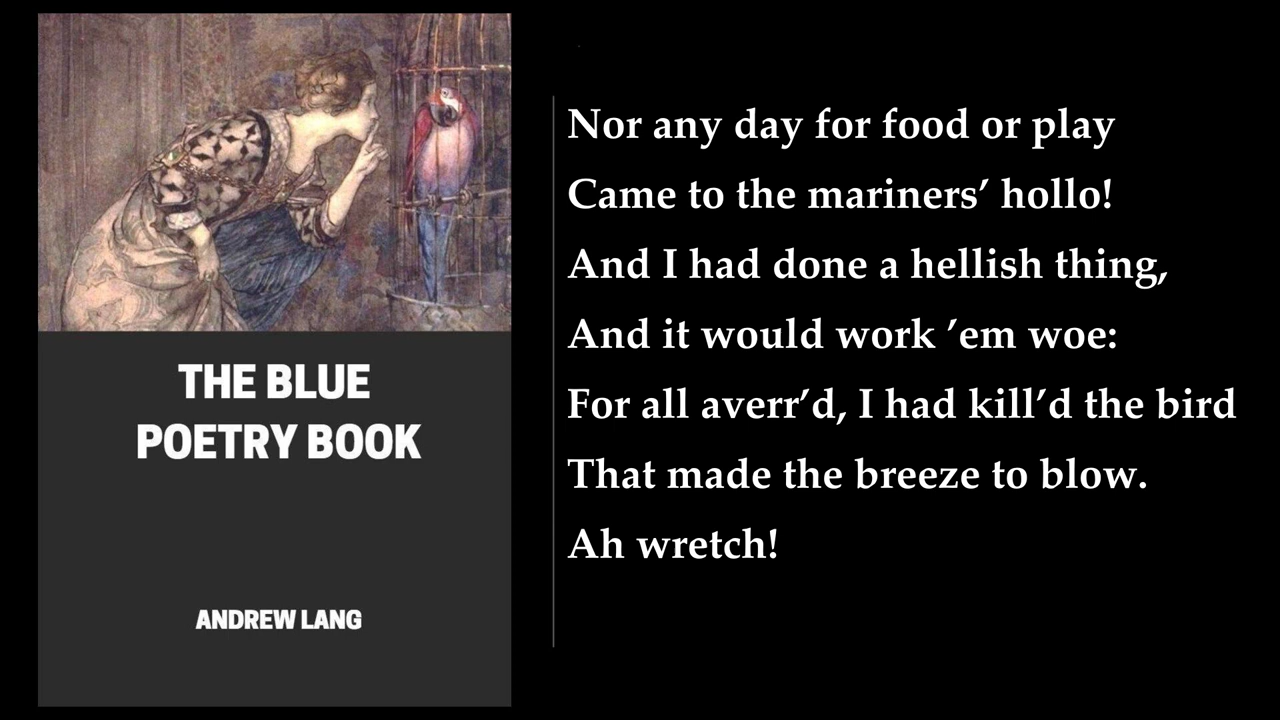 THE BLUE
POETRY BOOK
ANDREW LANG
Nor any day for food or play
Came to the mariners’ hollo!
And I had done a hellish thing,
And it would work ’em woe:
For all averr’d, I had kill’d the bird
That made the breeze to blow.
Ah wretch!